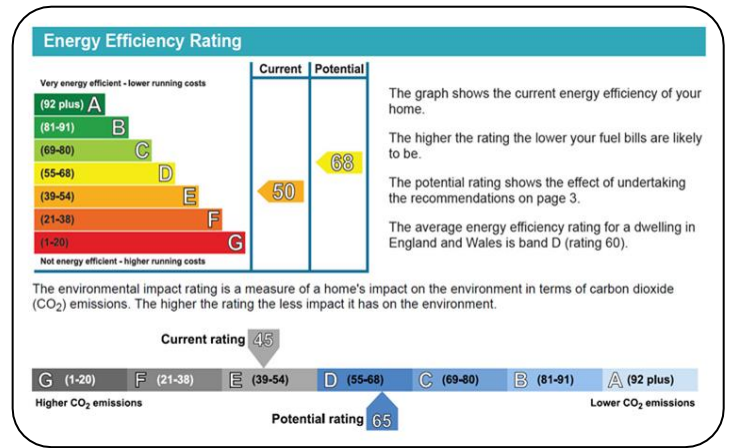 Energy Efficiency Rating
Current Potential
Very energy efficient - lower running costs
(92 plus) A
(81-91) B
(69-80) C
(55-68) D
(39-54) E
(21-38) F
(1-20) G
Not energy efficient - higher running costs
50
68
The graph shows the current energy efficiency of your
home.
The higher the rating the lower your fuel bills are likely
to be.
The potential rating shows the effect of undertaking
the recommendations on page 3.
The average energy efficiency rating for a dwelling in
England and Wales is band D (rating 60).
The environmental impact rating is a measure of a home's impact on the environment in terms of carbon dioxide
(CO₂) emissions. The higher the rating the less impact it has on the environment.
Current rating 45
G (1-20) F (21-38) E (39-54) D (55-68) C (69-80) B (81-91) A (92 plus)
Higher CO₂ emissions Lower CO₂ emissions
Potential rating 65